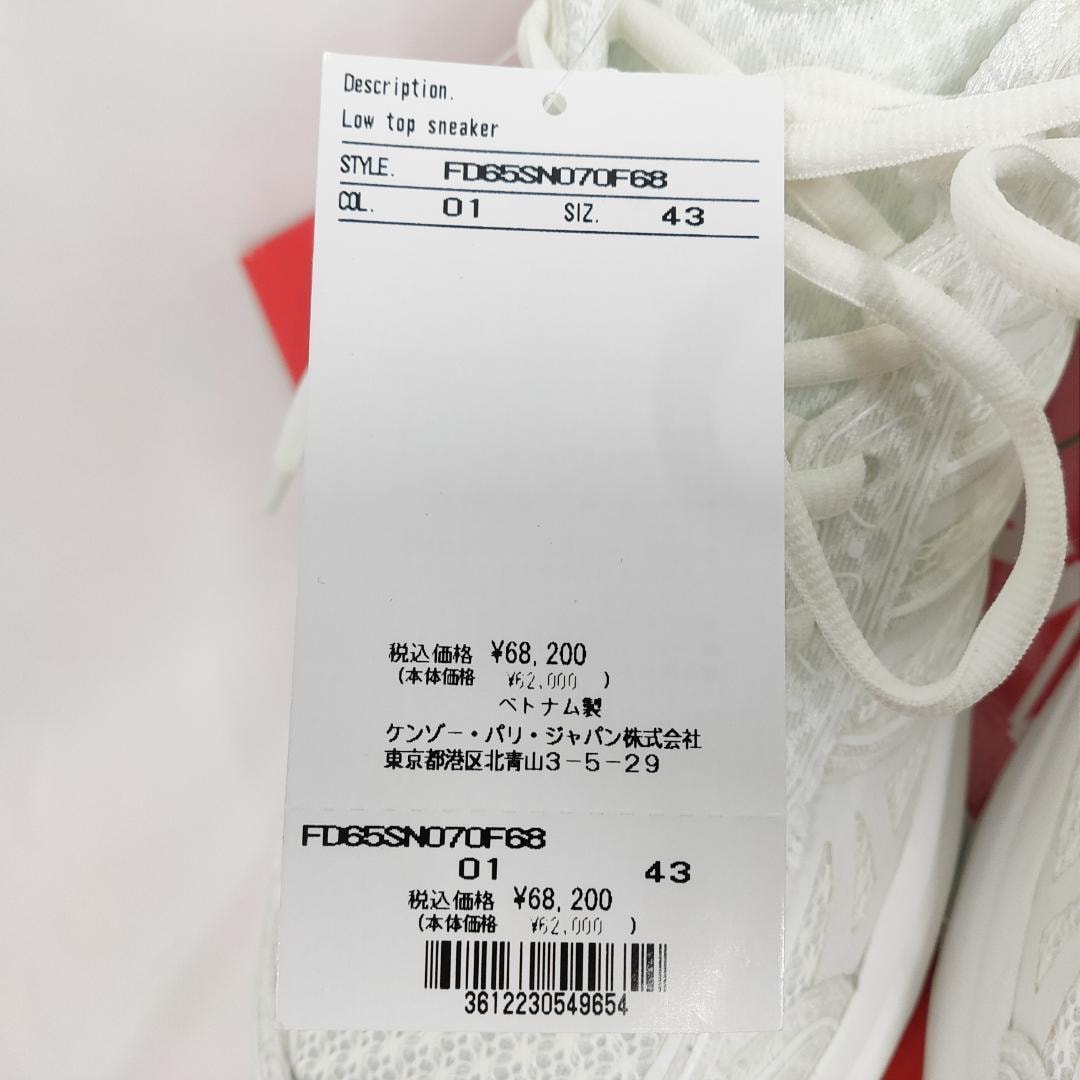 Description.
Low top sneaker
STYLE. FD65SN070F68
COL. 01 SIZ. 43
税込価格 ¥68,200
(本体価格 ¥62,000 )
ベトナム製
ケンゾー・パリ・ジャパン株式会社
東京都港区北青山3-5-29
FD65SN070F68
01 43
税込価格 ¥68,200
(本体価格 ¥62,000 )
3612230549654